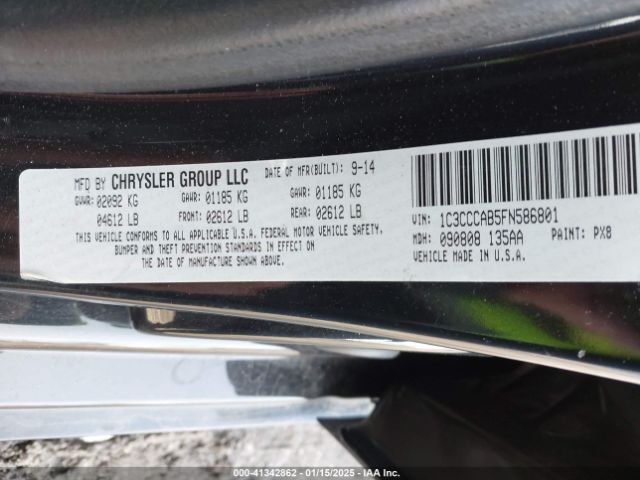 MFD BY CHRYSLER GROUP LLC DATE OF MFR(BUILT): 9-14
GVWR: 02092 KG GAWR: 01185 KG GAWR: 01185 KG
04612 LB FRONT: 02612 LB REAR: 02612 LB
THIS VEHICLE CONFORMS TO ALL APPLICABLE U.S.A. FEDERAL MOTOR VEHICLE SAFETY,
BUMPER AND THEFT PREVENTION STANDARDS IN EFFECT ON
THE DATE OF MANUFACTURE SHOWN ABOVE.
VIN: 1C3CCCAB5FN586801
MDH: 090808 135AA PAINT: PX8
VEHICLE MADE IN U.S.A.
000-41342862 - 01/15/2025 - IAA Inc.